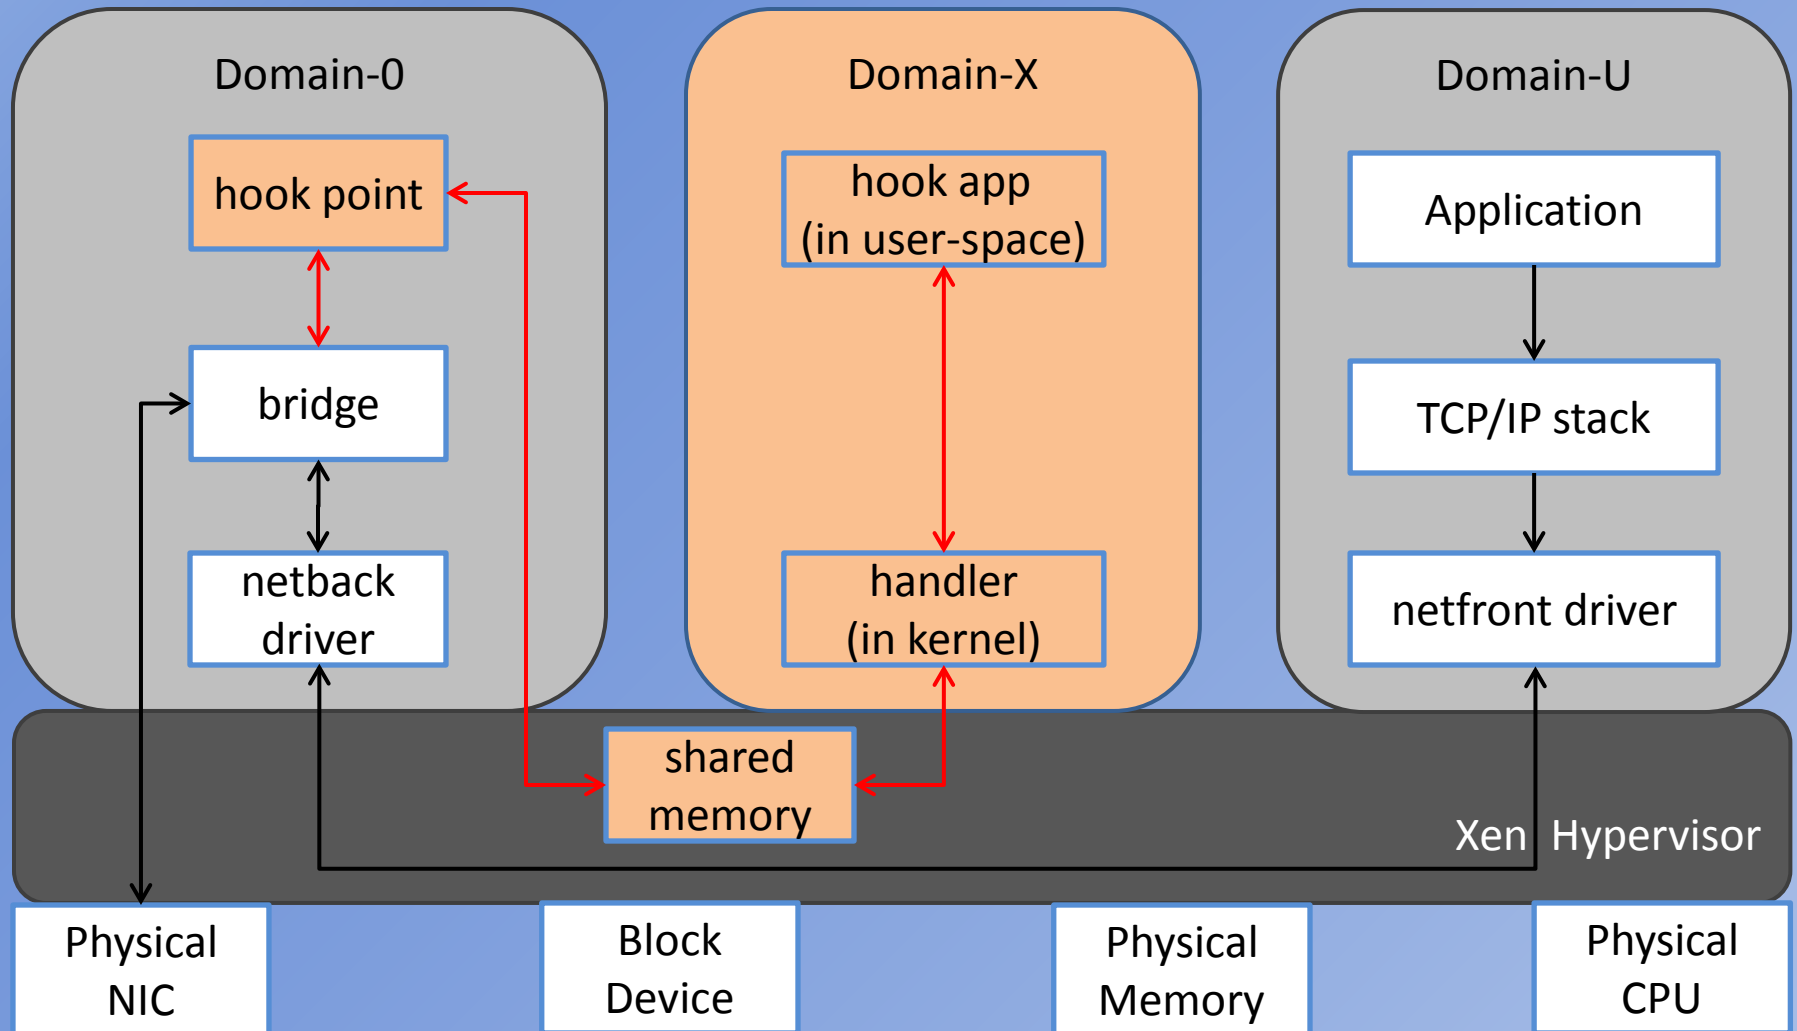 Domain-0
hook point
bridge
netback
driver
Domain-X
hook app
(in user-space)
handler
(in kernel)
Domain-U
Application
TCP/IP stack
netfront driver
shared
memory
Xen Hypervisor
Physical
NIC
Block
Device
Physical
Memory
Physical
CPU